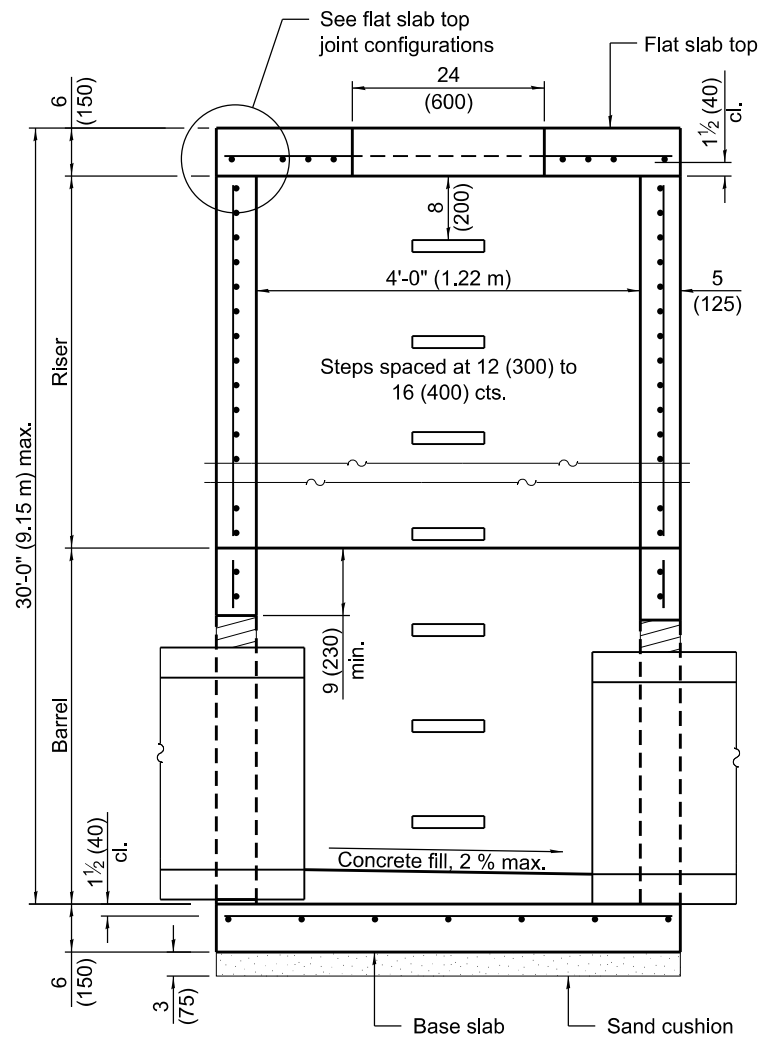 See flat slab top
joint configurations
Flat slab top
24
(600)
6
(150)
1½ (40)
cl.
8
(200)
4'-0" (1.22 m)
5
(125)
Steps spaced at 12 (300) to
16 (400) cts.
Riser
30'-0" (9.15 m) max.
9 (230)
min.
Barrel
1½ (40)
cl.
Concrete fill, 2 % max.
6
(150)
3
(75)
Base slab
Sand cushion